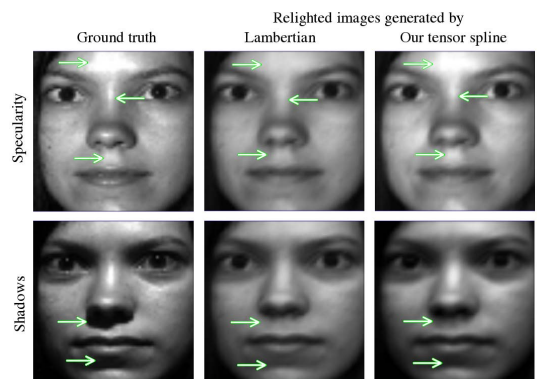 Relighted images generated by
Ground truth
Lambertian
Our tensor spline
Specularity
Shadows